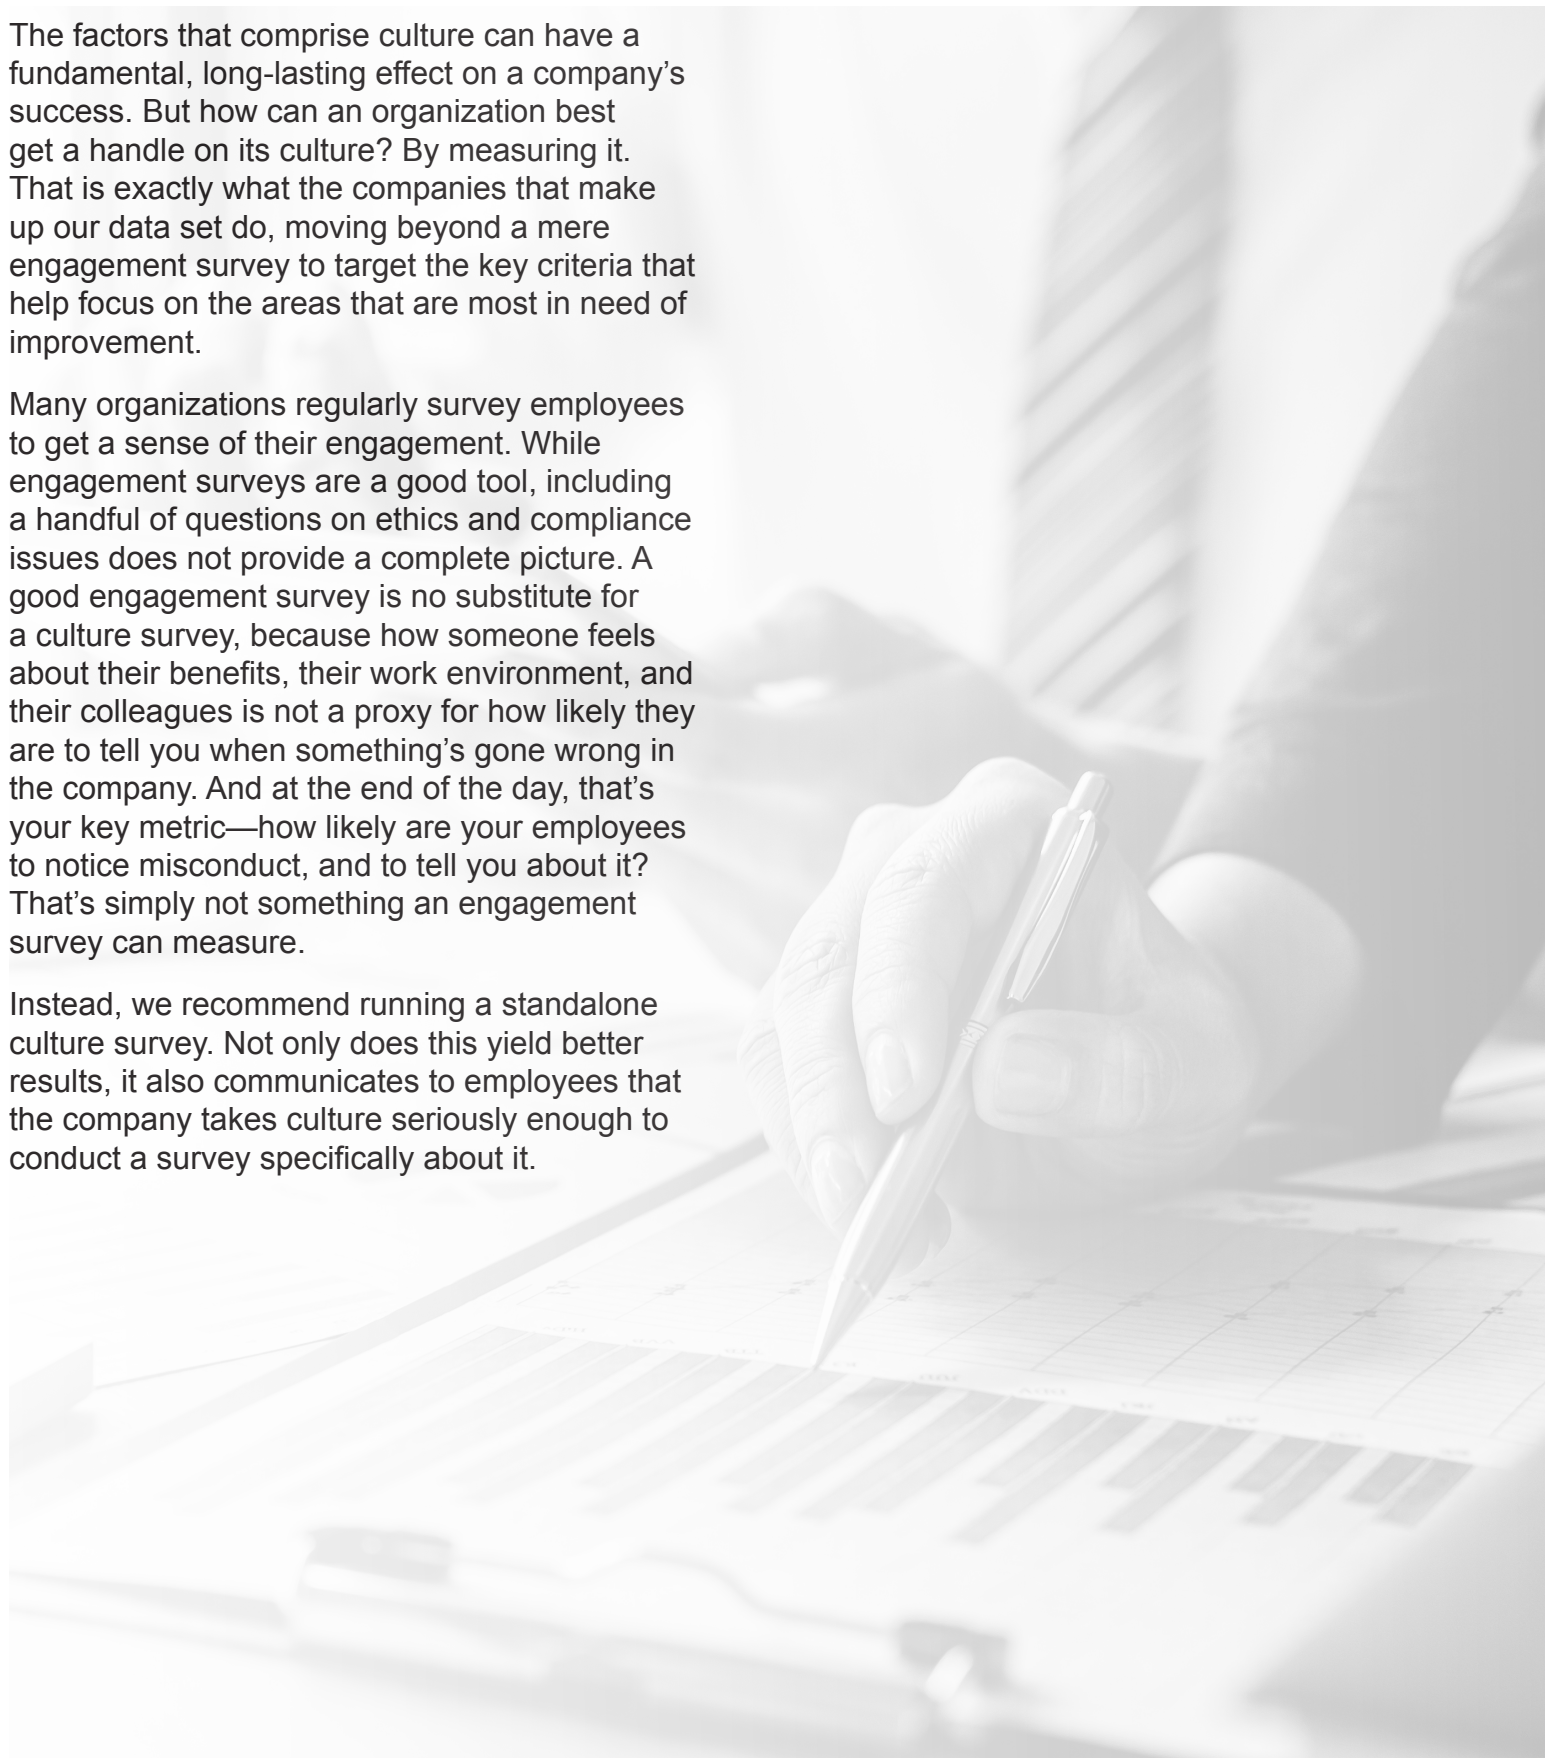 The factors that comprise culture can have a
fundamental, long-lasting effect on a company’s
success. But how can an organization best
get a handle on its culture? By measuring it.
That is exactly what the companies that make
up our data set do, moving beyond a mere
engagement survey to target the key criteria that
help focus on the areas that are most in need of
improvement.
Many organizations regularly survey employees
to get a sense of their engagement. While
engagement surveys are a good tool, including
a handful of questions on ethics and compliance
issues does not provide a complete picture. A
good engagement survey is no substitute for
a culture survey, because how someone feels
about their benefits, their work environment, and
their colleagues is not a proxy for how likely they
are to tell you when something’s gone wrong in
the company. And at the end of the day, that’s
your key metric—how likely are your employees
to notice misconduct, and to tell you about it?
That’s simply not something an engagement
survey can measure.
Instead, we recommend running a standalone
culture survey. Not only does this yield better
results, it also communicates to employees that
the company takes culture seriously enough to
conduct a survey specifically about it.